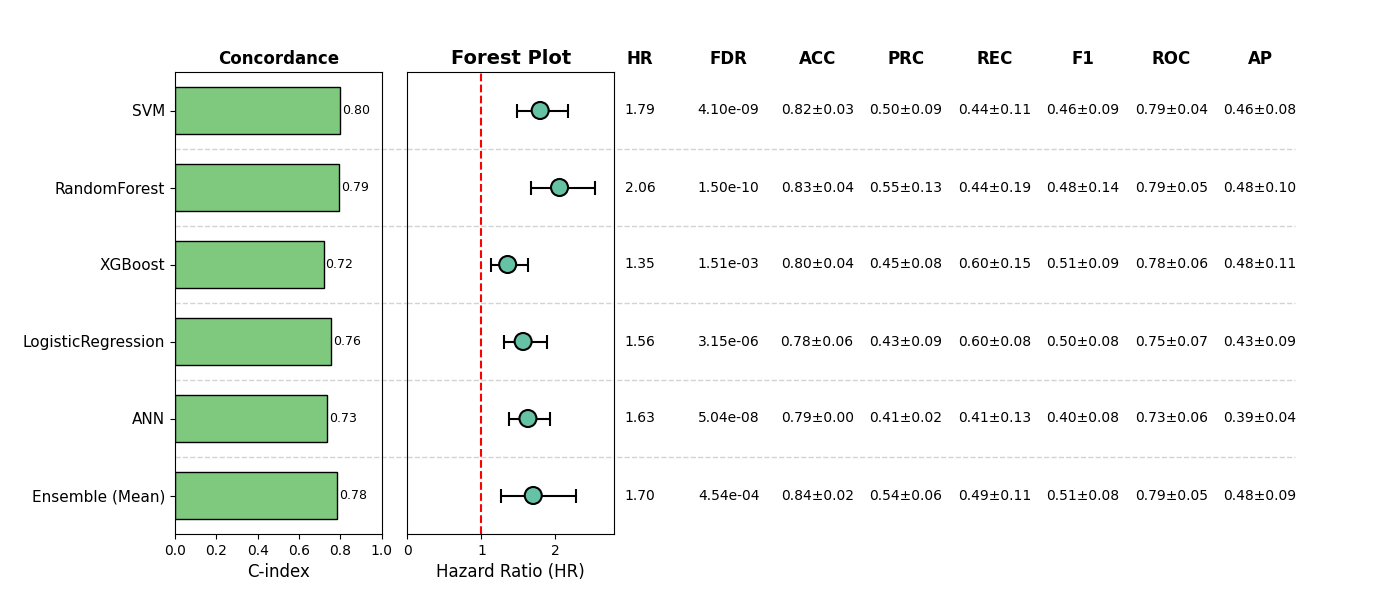 Concordance Forest Plot HR FDR ACC PRC REC F1 ROC AP
SVM 0.80 1.79 4.10e-09 0.82±0.03 0.50±0.09 0.44±0.11 0.46±0.09 0.79±0.04 0.46±0.08
RandomForest 0.79 2.06 1.50e-10 0.83±0.04 0.55±0.13 0.44±0.19 0.48±0.14 0.79±0.05 0.48±0.10
XGBoost 0.72 1.35 1.51e-03 0.80±0.04 0.45±0.08 0.60±0.15 0.51±0.09 0.78±0.06 0.48±0.11
LogisticRegression 0.76 1.56 3.15e-06 0.78±0.06 0.43±0.09 0.60±0.08 0.50±0.08 0.75±0.07 0.43±0.09
ANN 0.73 1.63 5.04e-08 0.79±0.00 0.41±0.02 0.41±0.13 0.40±0.08 0.73±0.06 0.39±0.04
Ensemble (Mean) 0.78 1.70 4.54e-04 0.84±0.02 0.54±0.06 0.49±0.11 0.51±0.08 0.79±0.05 0.48±0.09
0.0 0.2 0.4 0.6 0.8 1.0 0 1 2
C-index Hazard Ratio (HR)